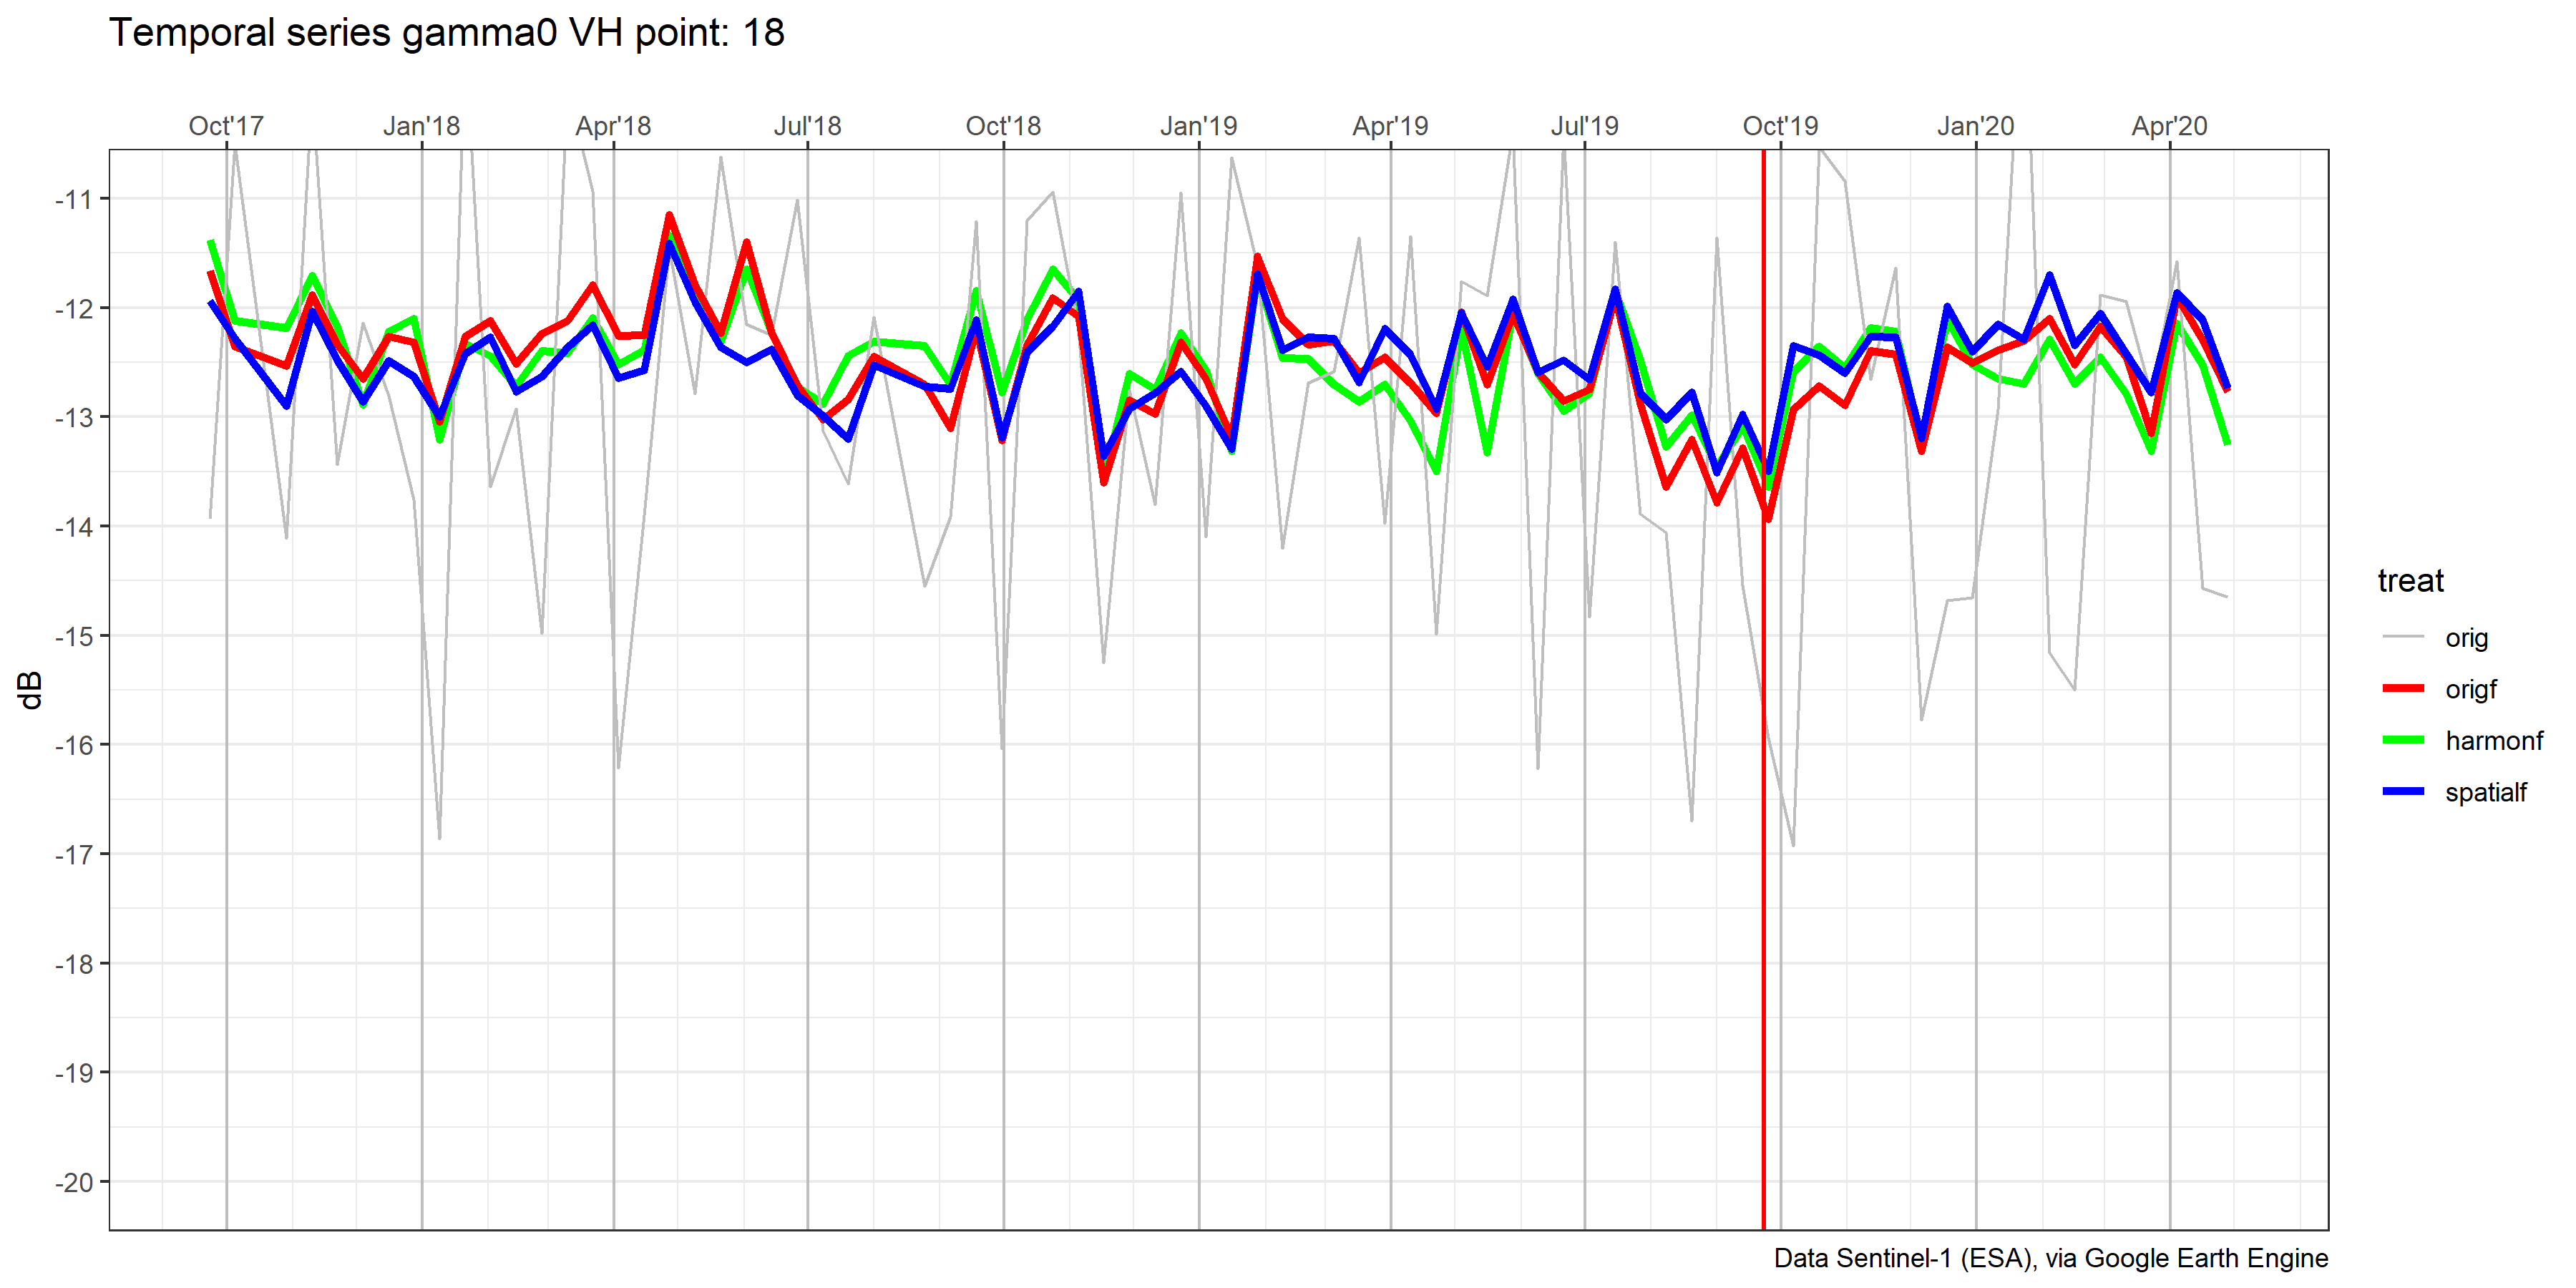 Temporal series gamma0 VH point: 18
Oct'17 Jan'18 Apr'18 Jul'18 Oct'18 Jan'19 Apr'19 Jul'19 Oct'19 Jan'20 Apr'20
-11
-12
-13
-14
-15
-16
-17
-18
-19
-20
dB
treat
orig
origf
harmonf
spatialf
Data Sentinel-1 (ESA), via Google Earth Engine